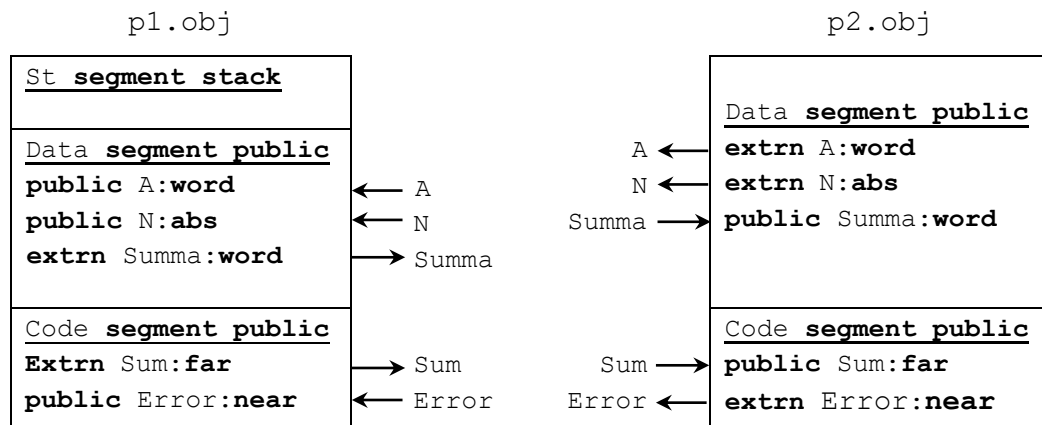 p1.obj
St segment stack
Data segment public
public A:word
public N:abs
extrn Summa:word
Code segment public
Extrn Sum:far
public Error:near
A
N
Summa
Sum
Error
p2.obj
A
N
Summa
Sum
Error
Data segment public
extrn A:word
extrn N:abs
public Summa:word
Code segment public
public Sum:far
extrn Error:near